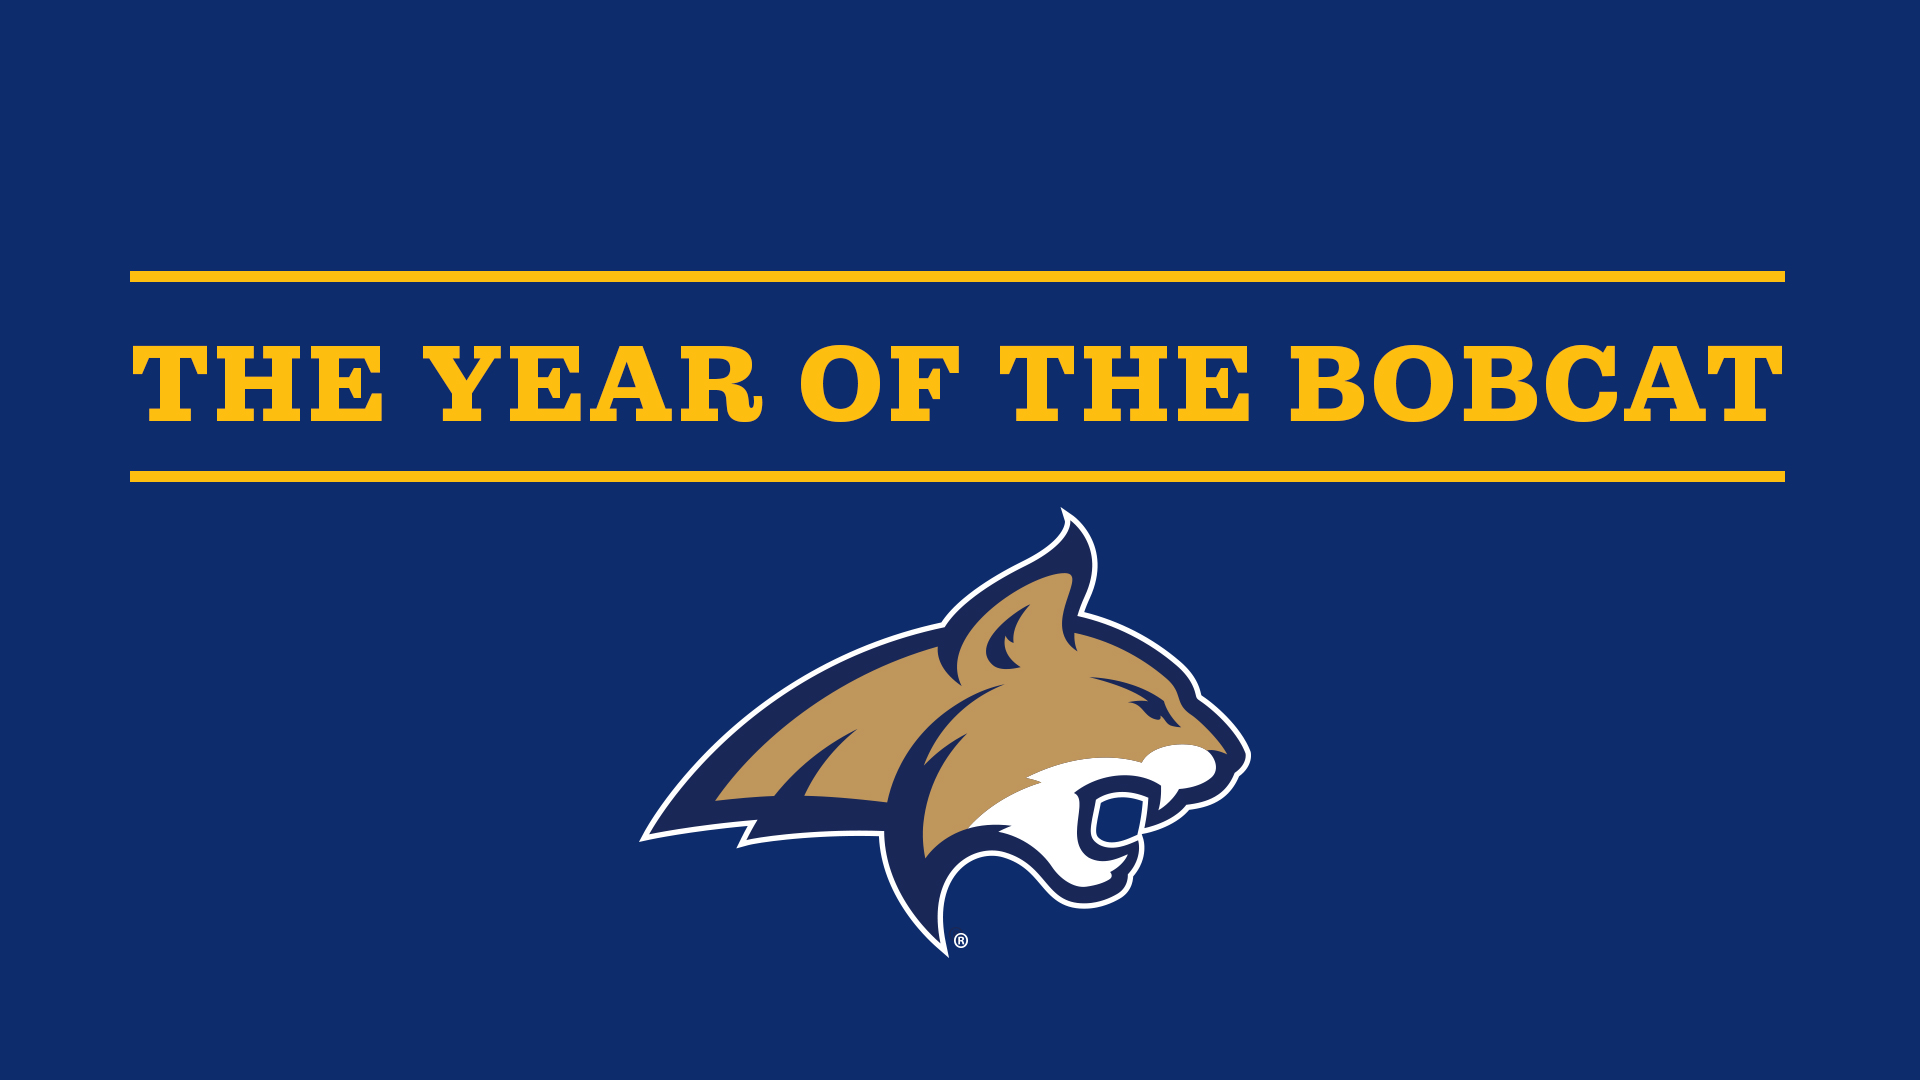 THE YEAR OF THE BOBCAT
®